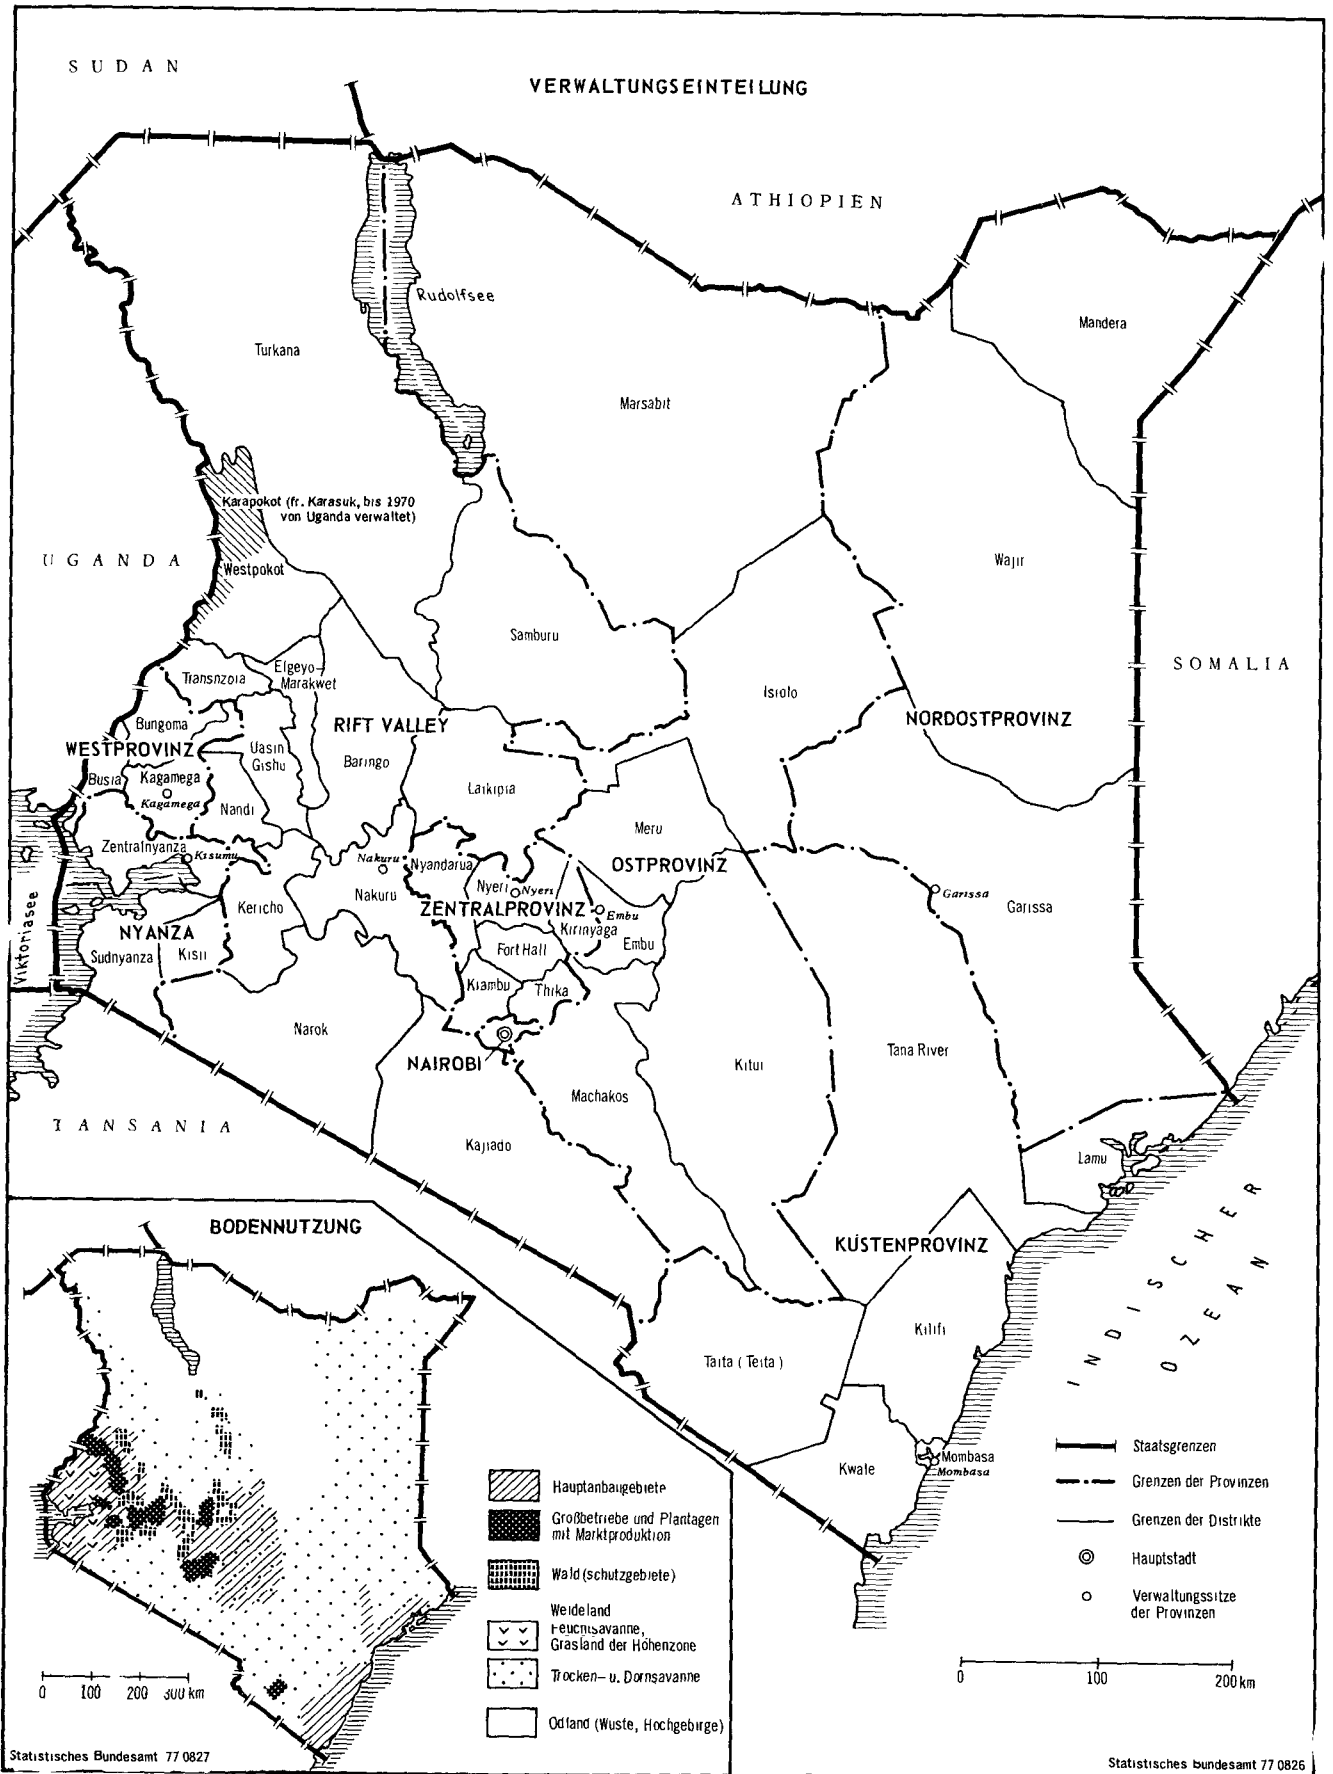 SUDAN
VERWALTUNGSEINTEILUNG
ATHIOPIEN
Rudolfsee
Mandera
Turkana
Marsabit
Karapokot (fr. Karasuk, bis 1970
von Uganda verwaltet)
UGANDA
Westpokot
Wajir
Samburu
SOMALIA
Elgeyo-
Marakwet
Transnzoia
Isiolo
Bungoma
RIFT VALLEY
NORDOSTPROVINZ
WESTPROVINZ
Uasin
Gishu
Baringo
Busia
Kagamega
Kagamega
Laikipia
Nandi
Meru
Zentralnyanza
Kisumu
Nakuru
Nyandarua
OSTPROVINZ
Nyeri
Nyeri
Garissa
Garissa
Nakuru
Kericho
ZENTRALPROVINZ
Embu
Kirinyaga
Embu
Viktoriasee
NYANZA
Sudnyanza
Kisii
Fort Hall
Kiambu
Thika
Narok
NAIROBI
Kitui
Tana River
Machakos
TANSANIA
Kajiado
Lamu
INDISCHER
OZEAN
KUSTENPROVINZ
Kilifi
Taita (Teita)
Kwale
Mombasa
Mombasa
Staatsgrenzen
Grenzen der Provinzen
Grenzen der Distrikte
Hauptstadt
Verwaltungssitze
der Provinzen
0 100 200 km
BODENNUTZUNG
Hauptanbaugebiete
Großbetriebe und Plantagen
mit Marktproduktion
Wald (schutzgebiete)
Weideland
Feuchtsavanne,
Grasland der Hohenzone
Trocken- u. Dornsavanne
Odland (Wuste, Hochgebirge)
0 100 200 300 km
Statistisches Bundesamt 77 0827
Statistisches Bundesamt 77 0826